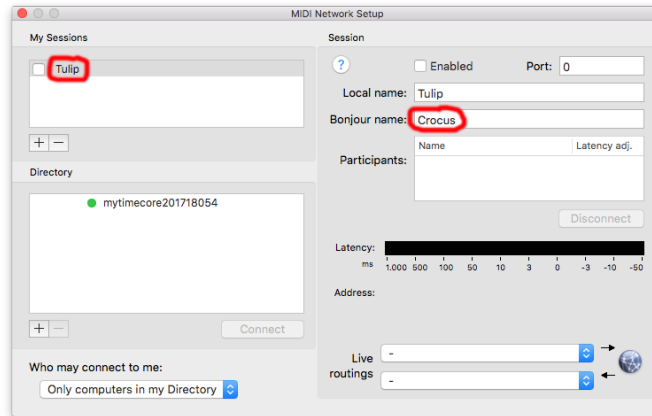 MIDI Network Setup
My Sessions
Tulip
+ −
Directory
mytimecore201718054
+ −
Connect
Who may connect to me:
Only computers in my Directory
Session
?
Enabled
Port: 0
Local name: Tulip
Bonjour name: Crocus
Participants:
Name Latency adj.
Disconnect
Latency:
ms 1.000 500 100 50 10 3 0 -3 -10 -50
Address:
Live routings
-
-